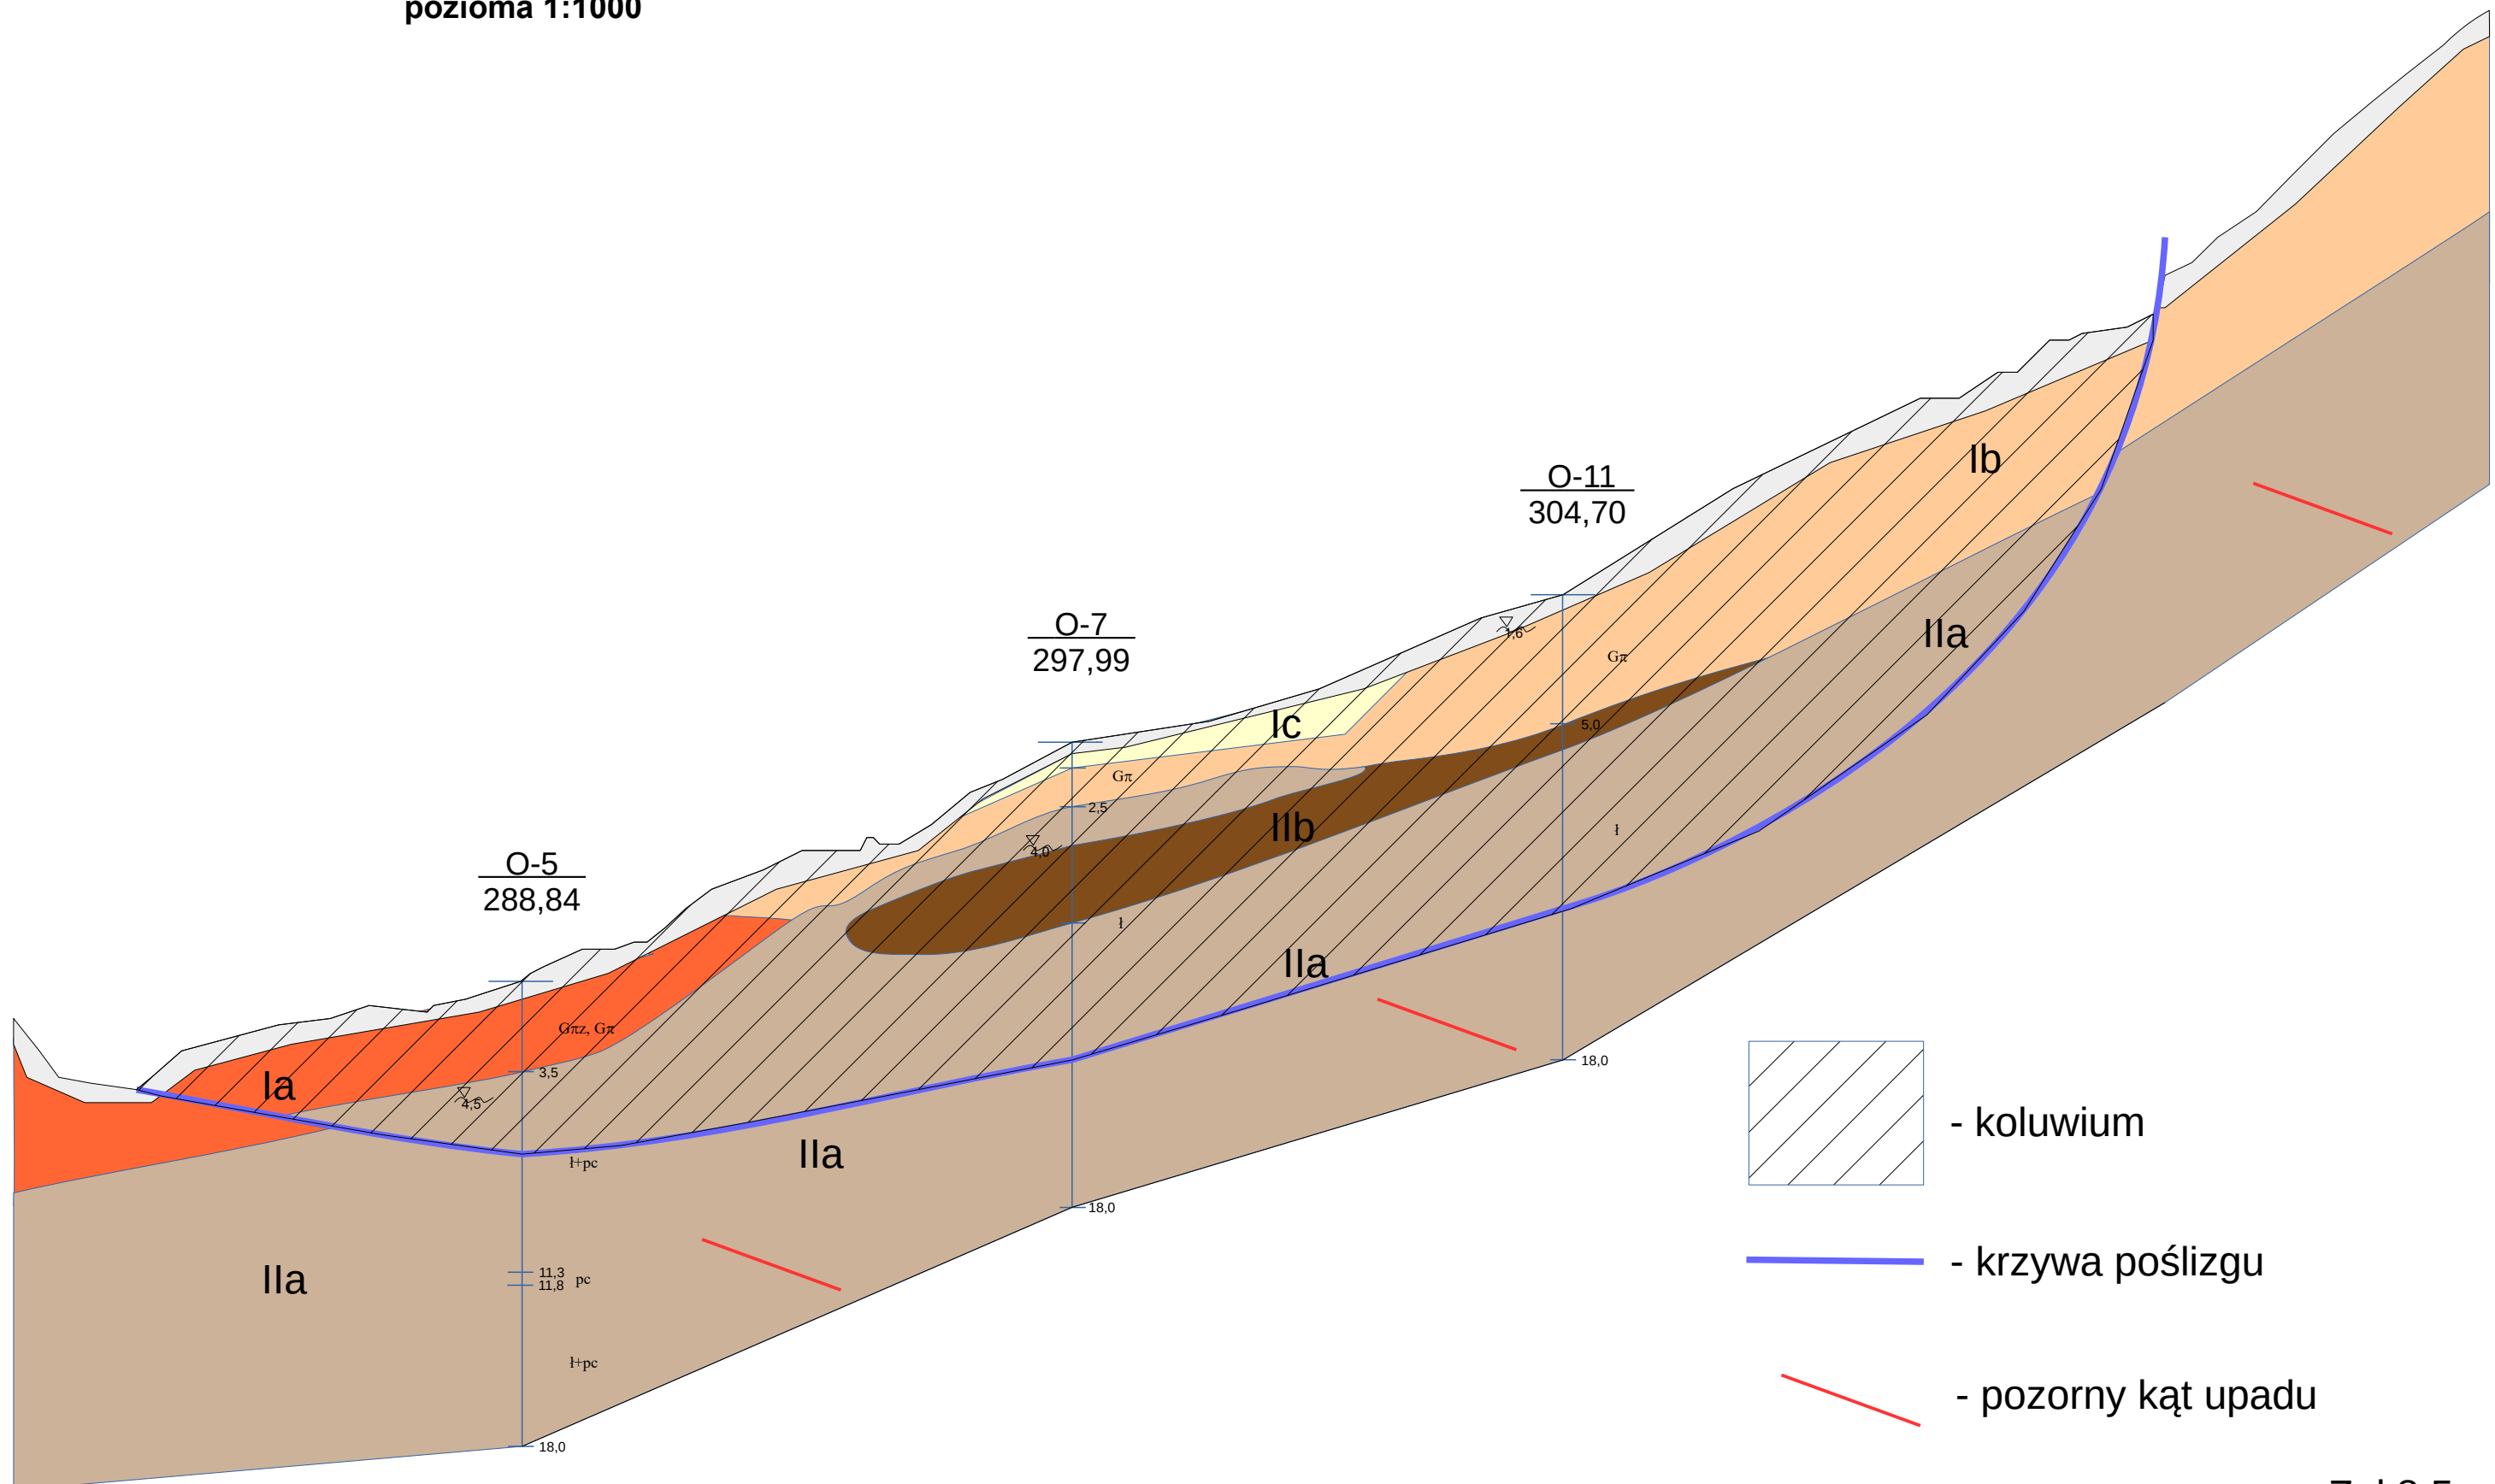 pozioma 1:1000
Ib
O-11
304,70
IIa
O-7
297,99
1,6
Gπ
Ic
5,0
Gπ
2,5
IIb
ł
4,0
O-5
288,84
ł
IIa
Gπz, Gπ
18,0
3,5
Ia
4,5
- koluwium
IIa
ł+pc
18,0
- krzywa poślizgu
11,3
pc
11,8
IIa
ł+pc
- pozorny kąt upadu
18,0